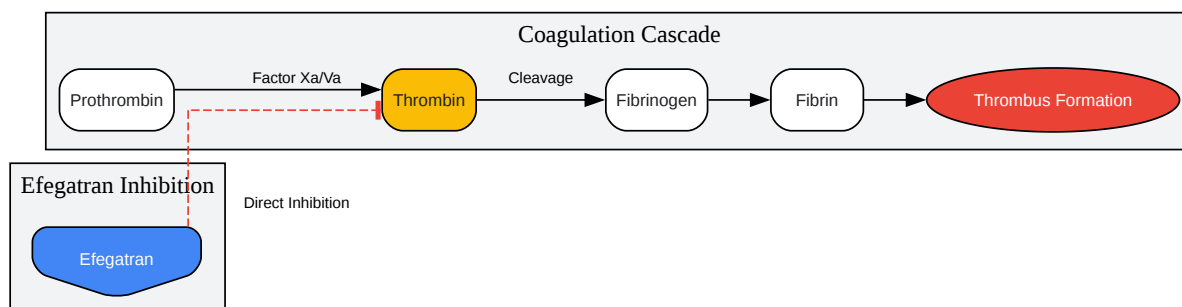 Coagulation Cascade
Factor Xa/Va
Cleavage
Prothrombin
Thrombin
Fibrinogen
Fibrin
Thrombus Formation
Efegatran Inhibition
Direct Inhibition
Efegatran